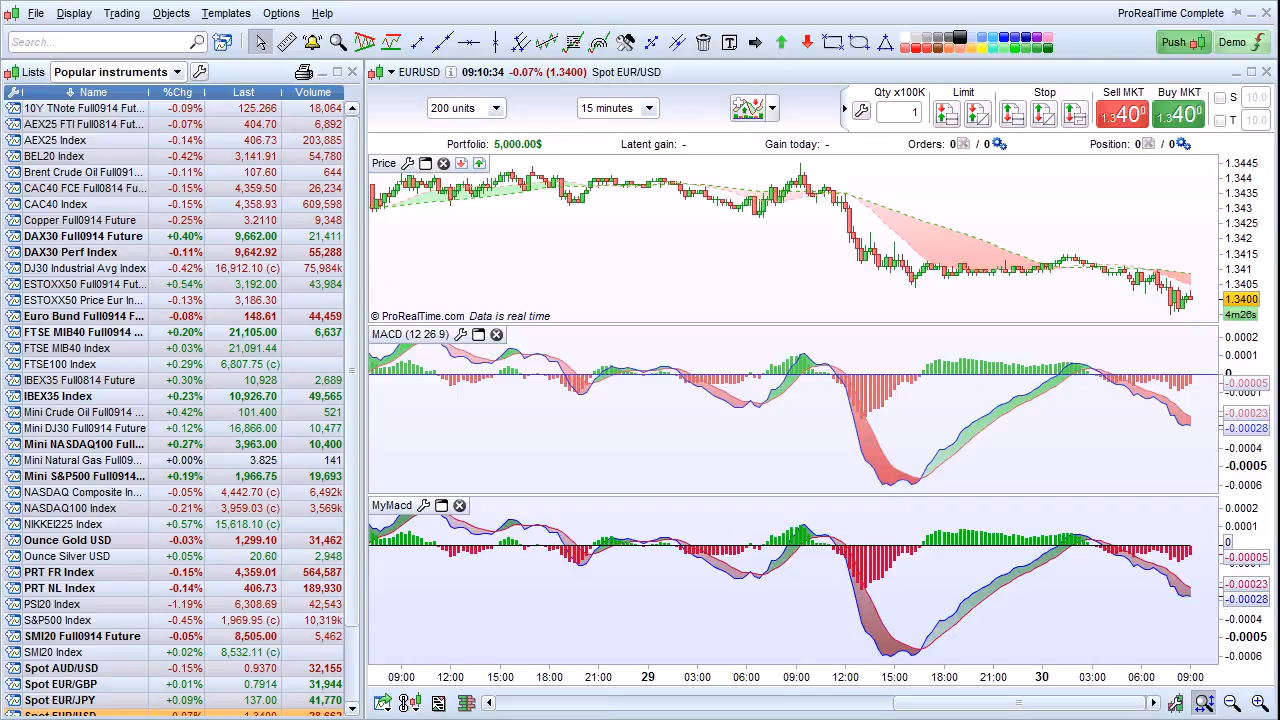 File Display Trading Objects Templates Options Help ProRealTime Complete
Search... Push Demo
Lists Popular instruments EURUSD 09:10:34 -0.07% (1.3400) Spot EUR/USD
Name %Chg Last Volume
10Y TNote Full0914 Fut... -0.09% 125.266 18,064
AEX25 FTI Full0814 Fut... -0.07% 404.70 6,892
AEX25 Index -0.14% 406.73 203,885
BEL20 Index -0.42% 3,141.91 54,780
Brent Crude Oil Full091... -0.11% 107.60 644
CAC40 FCE Full0814 Fu... -0.15% 4,359.50 26,234
CAC40 Index -0.15% 4,358.93 609,598
Copper Full0914 Future -0.25% 3.2110 9,348
DAX30 Full0914 Future +0.40% 9,662.00 21,411
DAX30 Perf Index -0.11% 9,642.92 55,288
DJ30 Industrial Avg Index -0.42% 16,912.10 (c) 75,984k
ESTOXX50 Full0914 Fut... +0.54% 3,192.00 43,984
ESTOXX50 Price Eur In... -0.13% 3,186.30
Euro Bund Full0914 Fu... -0.08% 148.61 44,459
FTSE MIB40 Full0914 ... +0.20% 21,105.00 6,637
FTSE MIB40 Index +0.03% 21,091.44
FTSE100 Index +0.29% 6,807.75 (c)
IBEX35 Full0814 Future +0.30% 10,928 2,689
IBEX35 Index +0.23% 10,926.70 49,565
Mini Crude Oil Full0914 ... +0.42% 101.400 521
Mini DJ30 Full0914 Future +0.12% 16,866.00 10,477
Mini NASDAQ100 Full... +0.27% 3,963.00 10,400
Mini Natural Gas Full09... +0.00% 3.825 141
Mini S&P500 Full0914... +0.19% 1,966.75 19,693
NASDAQ Composite In... -0.05% 4,442.70 (c) 6,492k
NASDAQ100 Index -0.21% 3,959.03 (c) 3,569k
NIKKEI225 Index +0.57% 15,618.10 (c)
Ounce Gold USD -0.03% 1,299.10 31,462
Ounce Silver USD +0.05% 20.60 2,948
PRT FR Index -0.15% 4,359.01 564,587
PRT NL Index -0.14% 406.73 189,930
PSI20 Index -1.19% 6,308.69 42,543
S&P500 Index -0.45% 1,969.95 (c) 10,319k
SMI20 Full0914 Future -0.05% 8,505.00 5,462
SMI20 Index +0.02% 8,532.11 (c)
Spot AUD/USD -0.15% 0.9370 32,155
Spot EUR/GBP +0.01% 0.7914 31,944
Spot EUR/JPY +0.09% 137.00 41,770
Spot EUR/USD -0.07% 1.3400
200 units 15 minutes Qty x100K 1 Limit Stop Sell MKT 1.3400 Buy MKT 1.3400 S 10.0
T 10.0
Portfolio: 5,000.00$ Latent gain: - Gain today: - Orders: 0 / 0 Position: 0 / 0
Price
1.3445
1.3440
1.3435
1.3430
1.3425
1.3420
1.3415
1.3410
1.3405
1.3400
4m26s
© ProRealTime.com Data is real time
MACD (12 26 9)
0.0002
0.0001
0
-0.00005
-0.0001
-0.00023
-0.00028
-0.0004
-0.0005
-0.0006
MyMacd
0.0002
0.0001
0
-0.00005
-0.00023
-0.00028
-0.0004
-0.0005
-0.0006
09:00 12:00 15:00 18:00 21:00 29 03:00 06:00 09:00 12:00 15:00 18:00 21:00 30 03:00 06:00 09:00